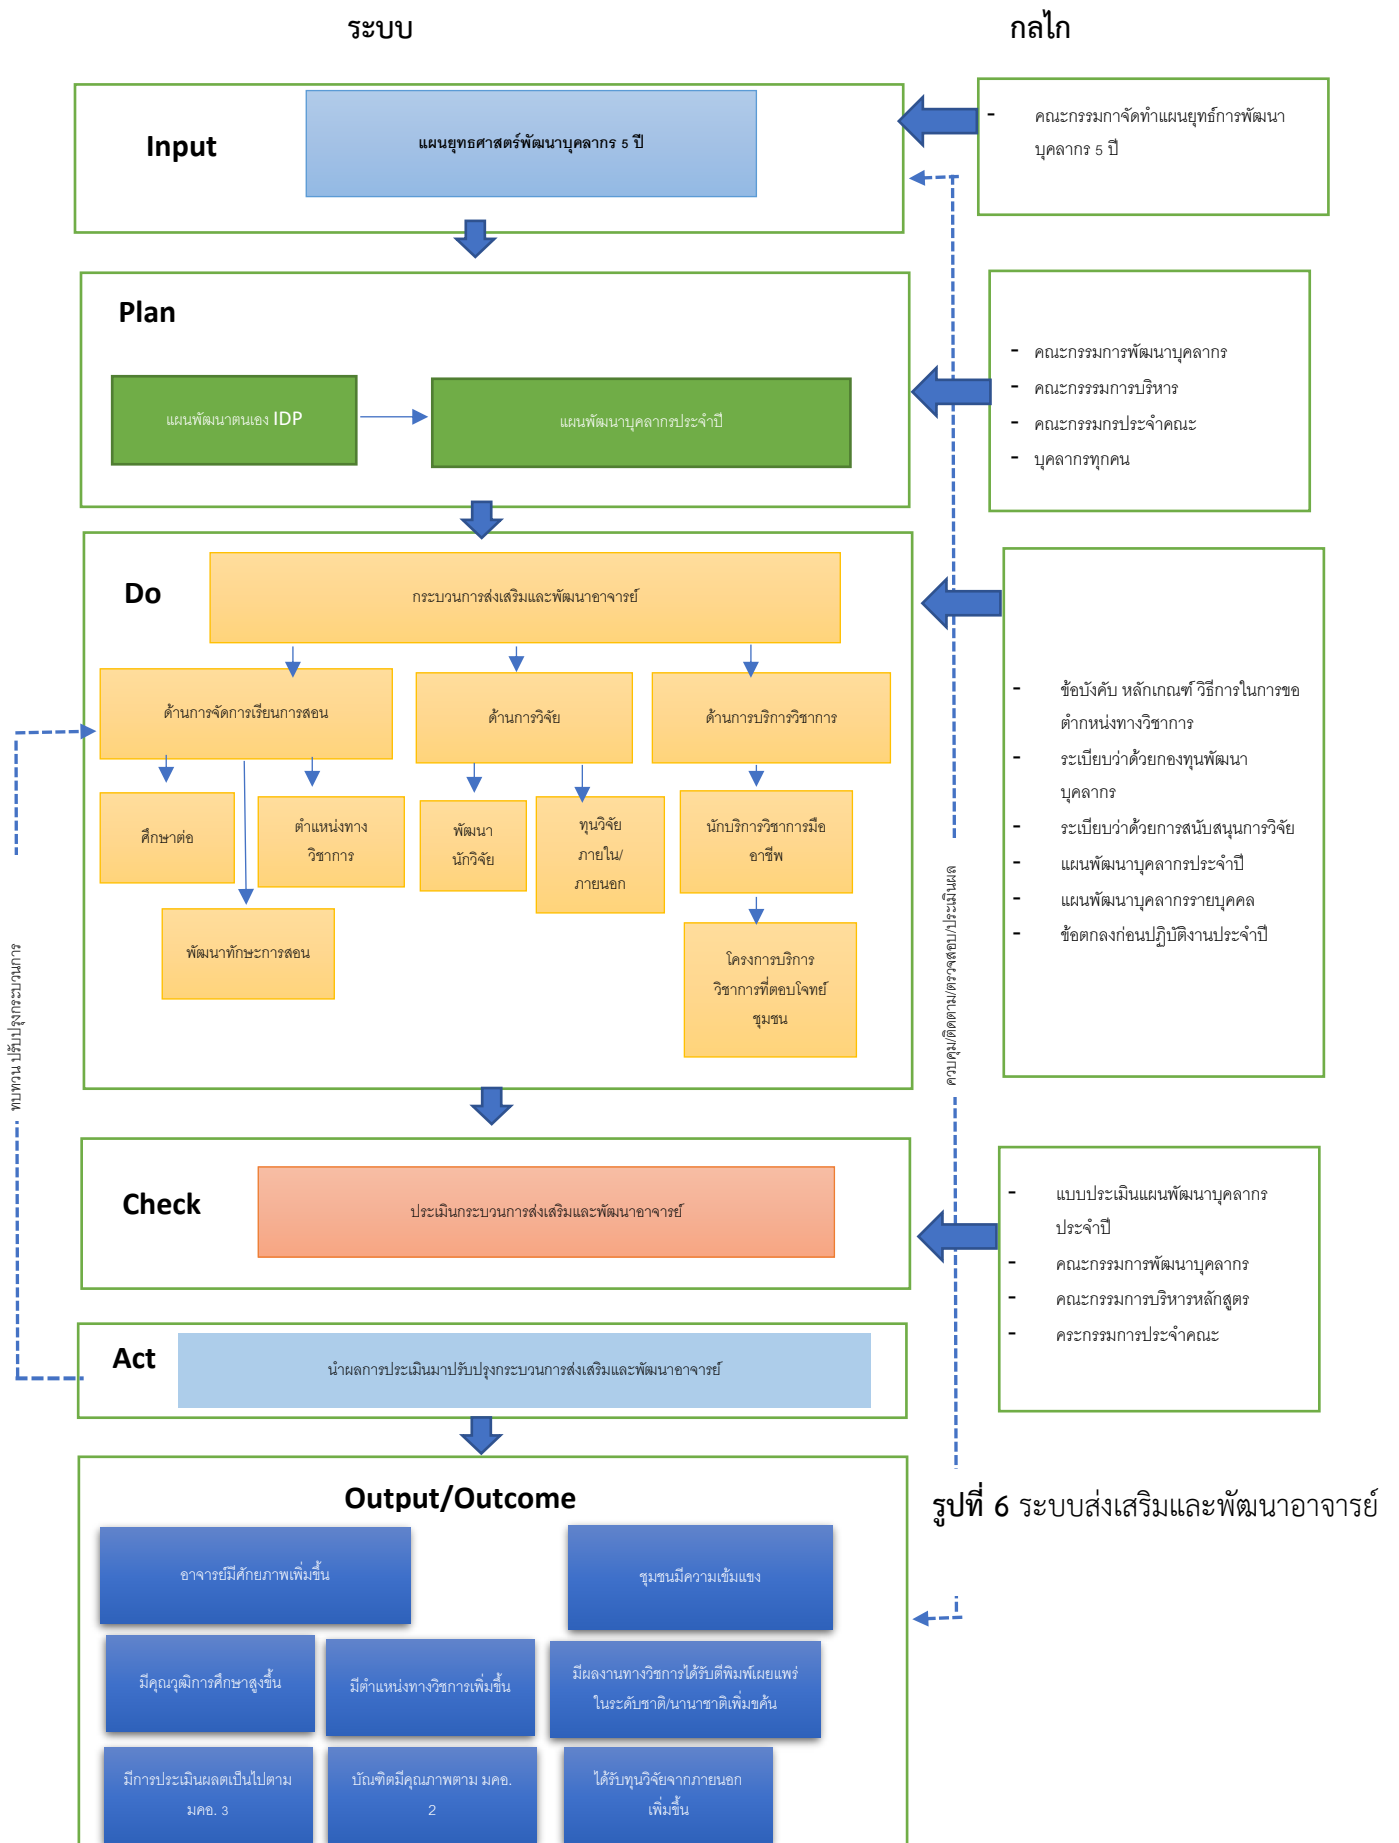 ระบบ
กลไก
Input
แผนยุทธศาสตร์พัฒนาบุคลากร 5 ปี
- คณะกรรมกาจัดทำแผนยุทธ์การพัฒนา
บุคลากร 5 ปี
Plan
แผนพัฒนาตนเอง IDP
แผนพัฒนาบุคลากรประจำปี
- คณะกรรมการพัฒนาบุคลากร
- คณะกรรรมการบริหาร
- คณะกรรมกรประจำคณะ
- บุคลากรทุกคน
Do
กระบวนการส่งเสริมและพัฒนาอาจารย์
ด้านการจัดการเรียนการสอน
ด้านการวิจัย
ด้านการบริการวิชาการ
ศึกษาต่อ
ตำแหน่งทาง
วิชาการ
พัฒนา
นักวิจัย
ทุนวิจัย
ภายใน/
ภายนอก
นักบริการวิชาการมือ
อาชีพ
พัฒนาทักษะการสอน
โครงการบริการ
วิชาการที่ตอบโจทย์
ชุมชน
- ข้อบังคับ หลักเกณฑ์ วิธีการในการขอ
ตำกหน่งทางวิชาการ
- ระเบียบว่าด้วยกองทุนพัฒนา
บุคลากร
- ระเบียบว่าด้วยการสนับสนุนการวิจัย
- แผนพัฒนาบุคลากรประจำปี
- แผนพัฒนาบุคลากรรายบุคคล
- ข้อตกลงก่อนปฏิบัติงานประจำปี
ทบทวน ปรับปรุงกระบวนการ
ควบคุม/ติดตาม/ตรวจสอบ/ประเมินผล
Check
ประเมินกระบวนการส่งเสริมและพัฒนาอาจารย์
- แบบประเมินแผนพัฒนาบุคลากร
ประจำปี
- คณะกรรมการพัฒนาบุคลากร
- คณะกรรมการบริหารหลักสูตร
- คระกรรมการประจำคณะ
Act
นำผลการประเมินมาปรับปรุงกระบวนการส่งเสริมและพัฒนาอาจารย์
Output/Outcome
รูปที่ 6 ระบบส่งเสริมและพัฒนาอาจารย์
อาจารย์มีศักยภาพเพิ่มขึ้น
ชุมชนมีความเข้มแขง
มีคุณวุฒิการศึกษาสูงขึ้น
มีตำแหน่งทางวิชการเพิ่มขึ้น
มีผลงานทางวิชการได้รับตีพิมพ์เผยแพร่
ในระดับชาติ/นานาชาติเพิ่มขค้น
มีการประเมินผลตเป็นไปตาม
มคอ. 3
บัณฑิตมีคุณภาพตาม มคอ.
2
ได้รับทุนวิจัยจากภายนอก
เพิ่มขึ้น